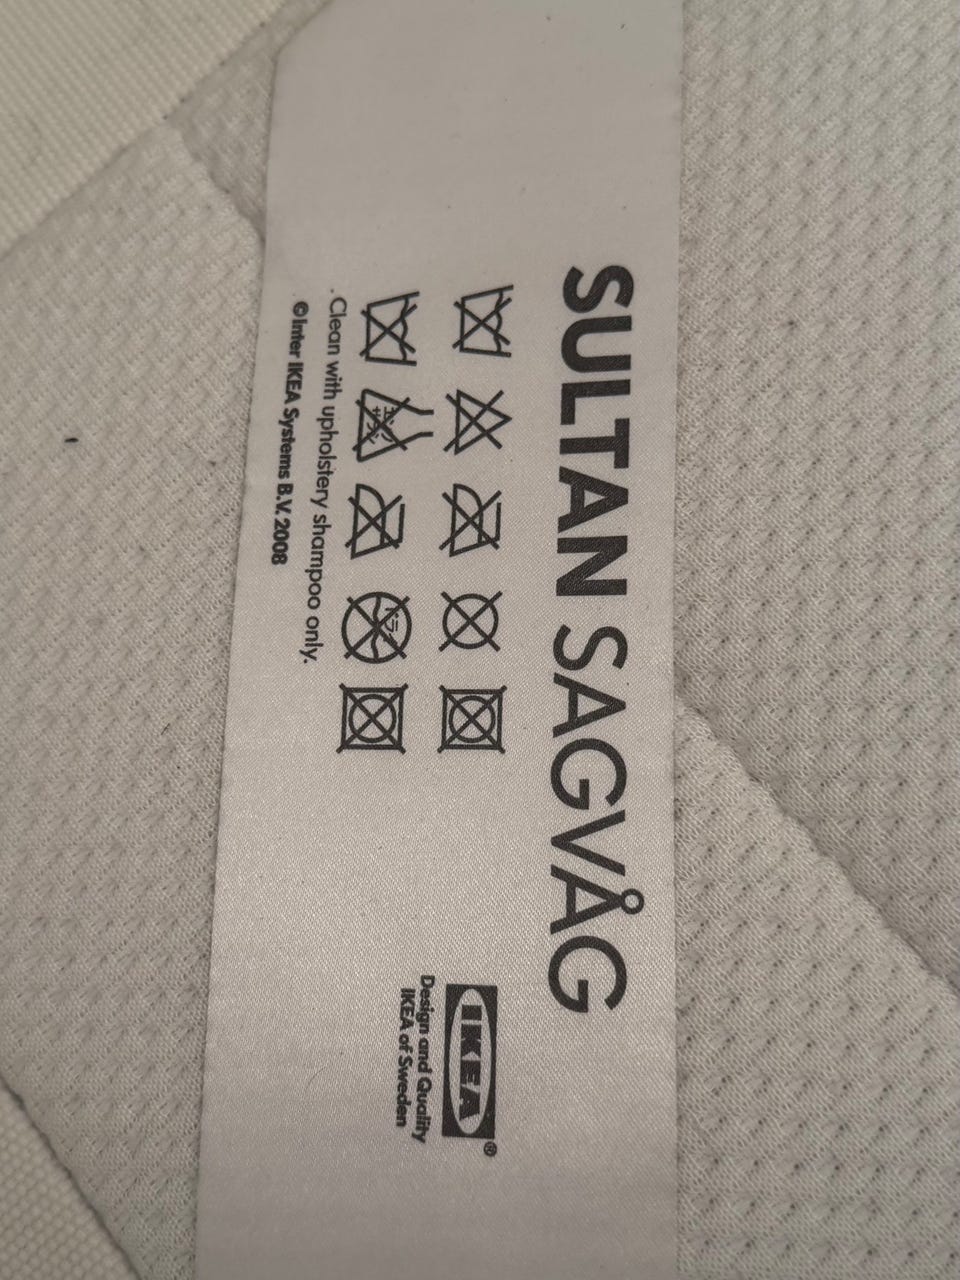 SULTAN SAGVÅG
Clean with upholstery shampoo only.
©Inter IKEA Systems B.V. 2008
IKEA®
Design and Quality
IKEA of Sweden